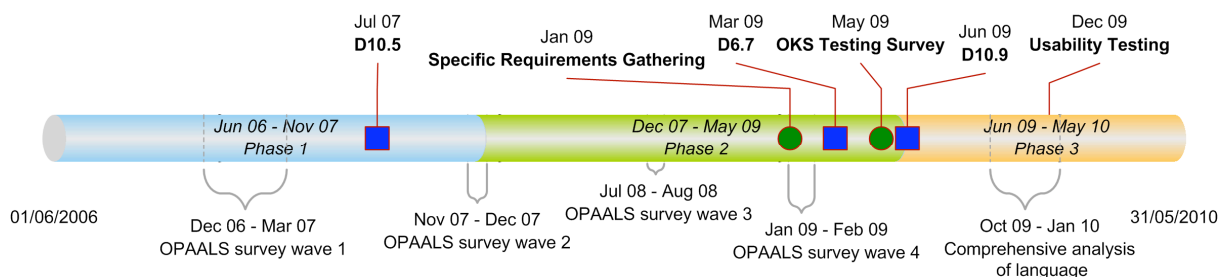 Jul 07
D10.5
Jan 09
Specific Requirements Gathering
Mar 09
D6.7
May 09
OKS Testing Survey
Jun 09
D10.9
Dec 09
Usability Testing
Jun 06 - Nov 07
Phase 1
Dec 07 - May 09
Phase 2
Jun 09 - May 10
Phase 3
01/06/2006
Dec 06 - Mar 07
OPAALS survey wave 1
Nov 07 - Dec 07
OPAALS survey wave 2
Jul 08 - Aug 08
OPAALS survey wave 3
Jan 09 - Feb 09
OPAALS survey wave 4
Oct 09 - Jan 10
Comprehensive analysis
of language
31/05/2010